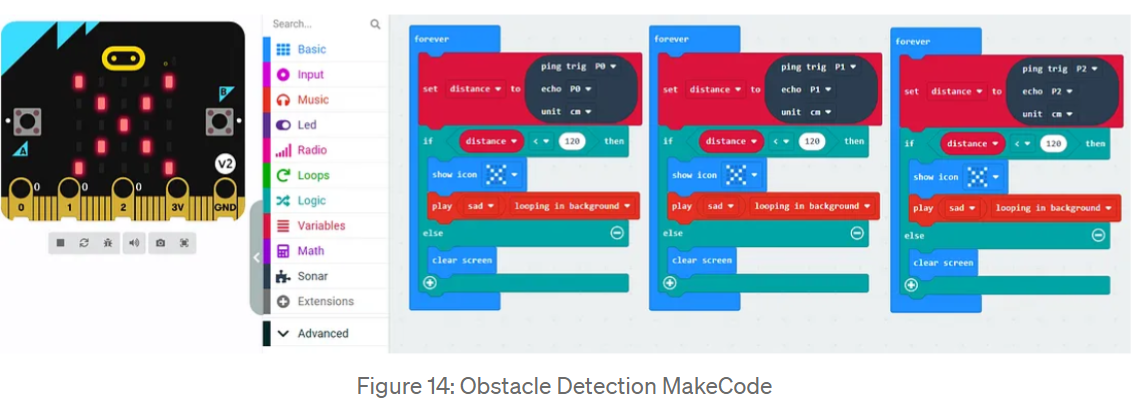 Search...
Basic
Input
Music
Led
Radio
Loops
Logic
Variables
Math
Sonar
Extensions
Advanced
A
B
V2
0
0
0
0 1 2 3V GND
forever
set distance to
ping trig P0
echo P0
unit cm
if distance < 120 then
show icon
play sad looping in background
else
clear screen
forever
set distance to
ping trig P1
echo P1
unit cm
if distance < 120 then
show icon
play sad looping in background
else
clear screen
forever
set distance to
ping trig P2
echo P2
unit cm
if distance < 120 then
show icon
play sad looping in background
else
clear screen
Figure 14: Obstacle Detection MakeCode